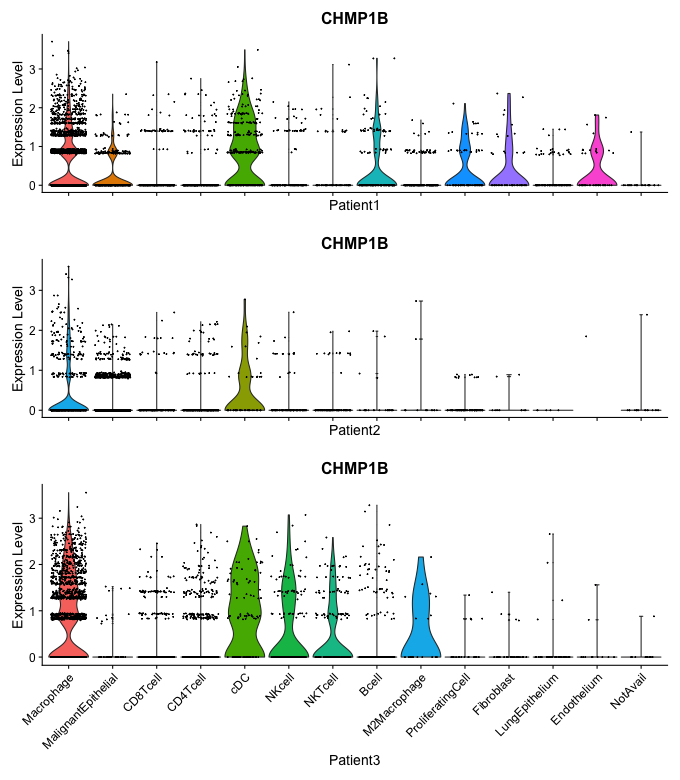 CHMP1B
Expression Level
3
2
1
0
Patient1
CHMP1B
Expression Level
3
2
1
0
Patient2
CHMP1B
Expression Level
3
2
1
0
Macrophage
MalignantEpithelial
CD8Tcell
CD4Tcell
cDC
NKcell
NKTcell
Bcell
M2Macrophage
ProliferatingCell
Fibroblast
LungEpithelium
Endothelium
NotAvail
Patient3